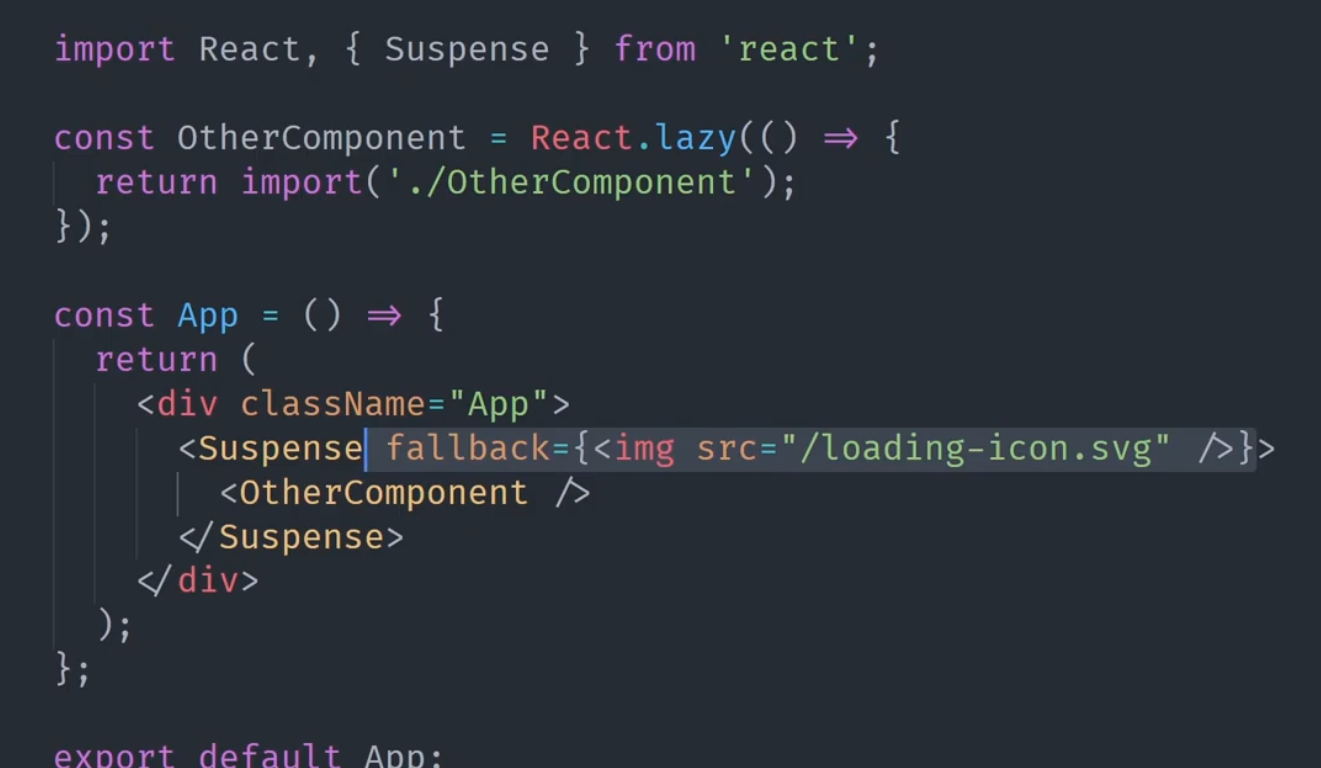 import React, { Suspense } from 'react';
const OtherComponent = React.lazy(() => {
return import('./OtherComponent');
});
const App = () => {
return (
<div className="App">
<Suspense fallback={<img src="/loading-icon.svg" />}>
<OtherComponent />
</Suspense>
</div>
);
};
export default App;